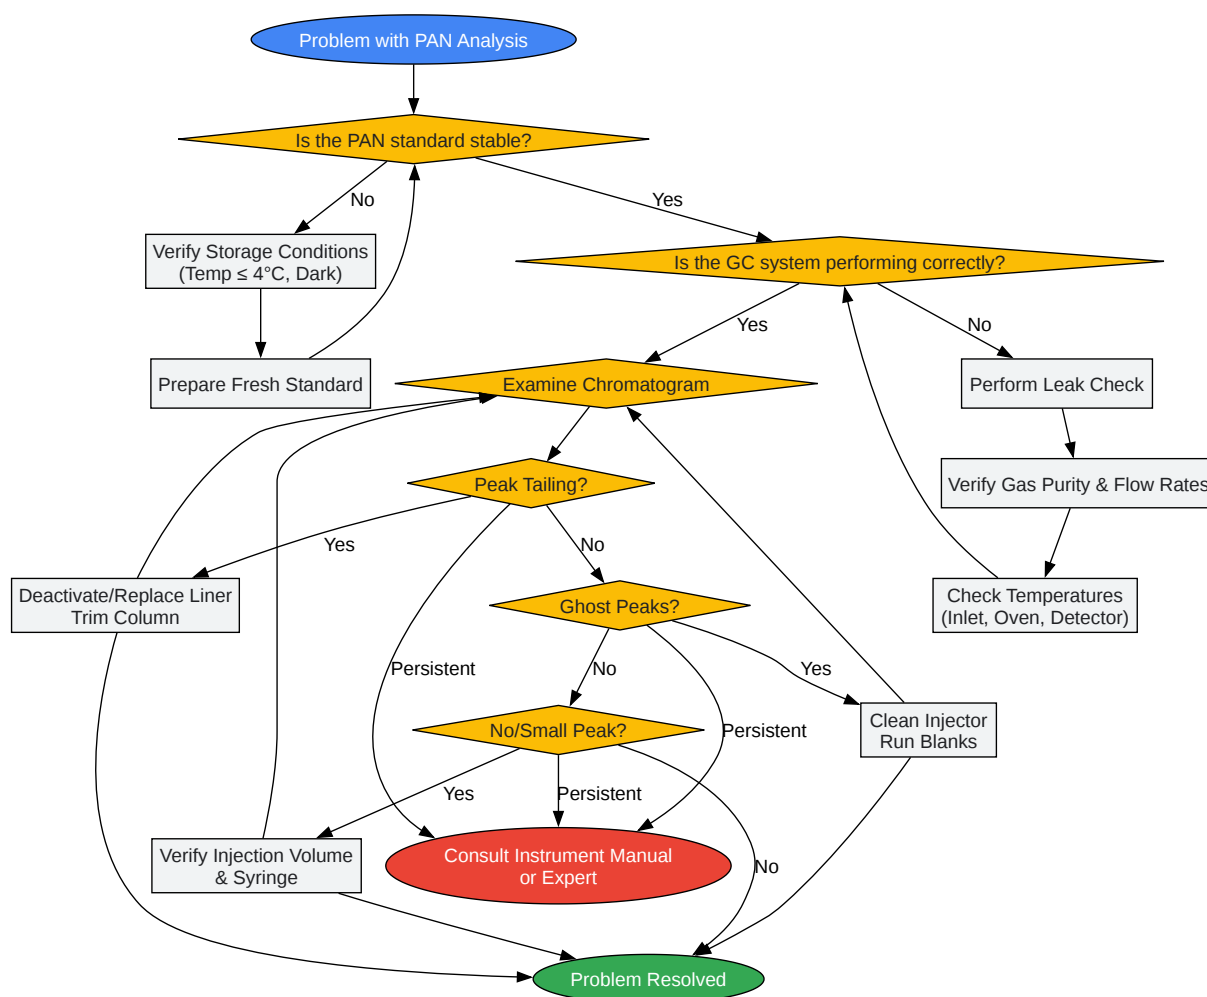 Problem with PAN Analysis
Is the PAN standard stable?
No
Yes
Verify Storage Conditions
(Temp ≤ 4°C, Dark)
Is the GC system performing correctly?
Yes
No
Prepare Fresh Standard
Examine Chromatogram
Perform Leak Check
Peak Tailing?
Verify Gas Purity & Flow Rates
Yes
No
Deactivate/Replace Liner
Trim Column
Ghost Peaks?
Check Temperatures
(Inlet, Oven, Detector)
Persistent
No
Yes
No/Small Peak?
Persistent
Clean Injector
Run Blanks
Yes
Persistent
Verify Injection Volume
& Syringe
Consult Instrument Manual
or Expert
No
Problem Resolved